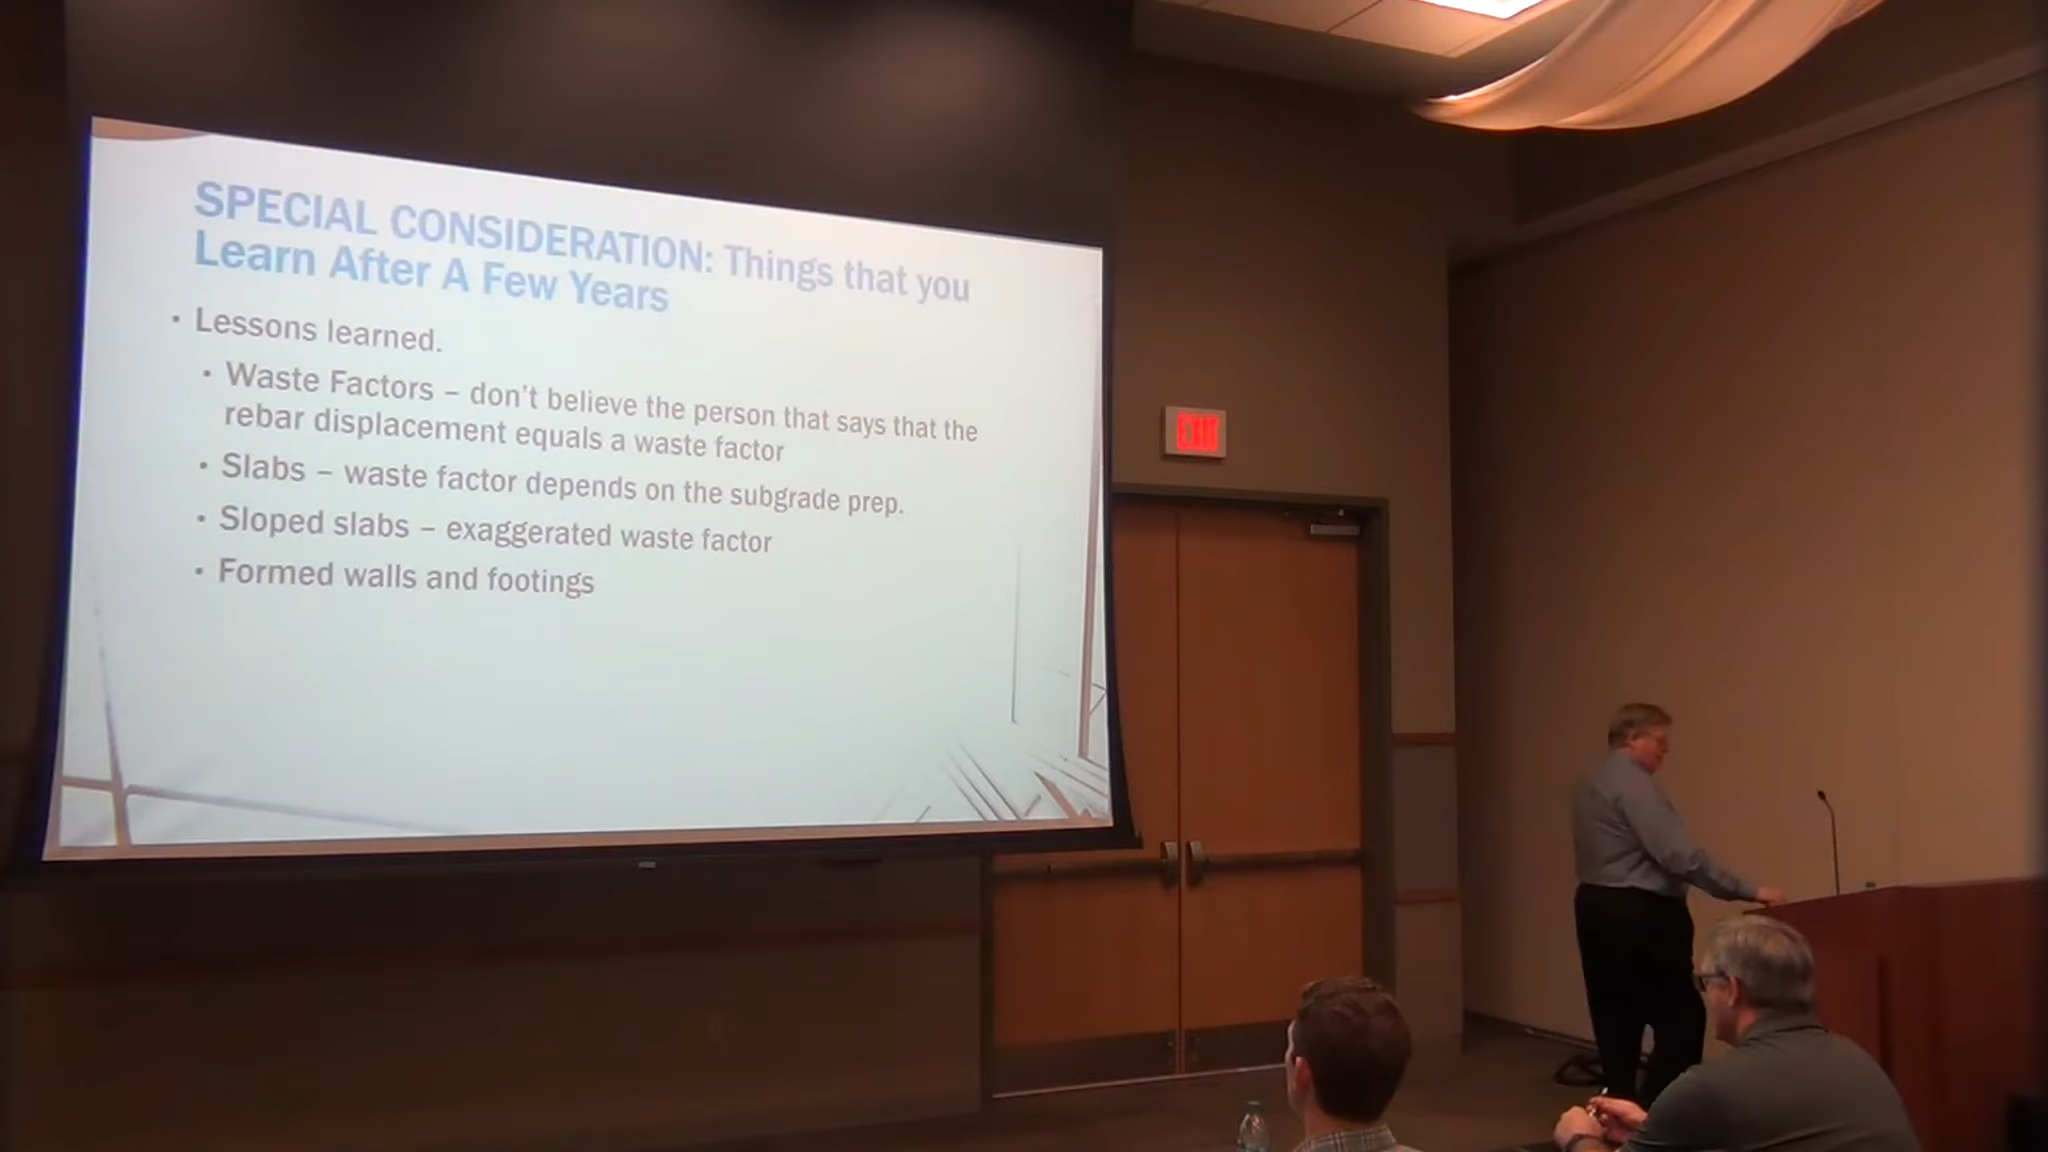 SPECIAL CONSIDERATION: Things that you
Learn After A Few Years
• Lessons learned.
• Waste Factors – don't believe the person that says that the
rebar displacement equals a waste factor
• Slabs – waste factor depends on the subgrade prep.
• Sloped slabs – exaggerated waste factor
• Formed walls and footings
EXIT